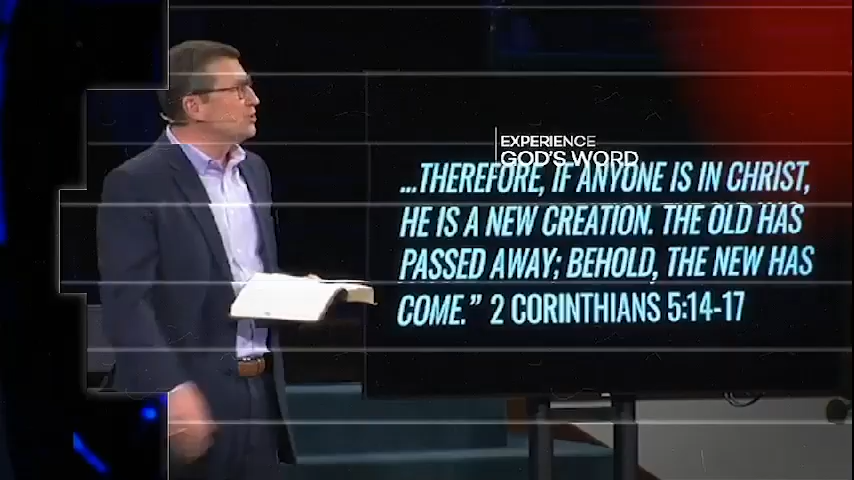 EXPERIENCE
GOD'S WORD
...THEREFORE, IF ANYONE IS IN CHRIST,
HE IS A NEW CREATION. THE OLD HAS
PASSED AWAY; BEHOLD, THE NEW HAS
COME.” 2 CORINTHIANS 5:14-17